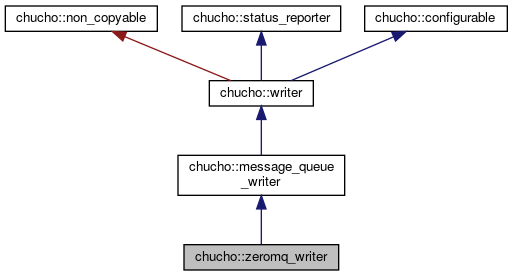 chucho::non_copyable
chucho::status_reporter
chucho::configurable
chucho::writer
chucho::message_queue
_writer
chucho::zeromq_writer